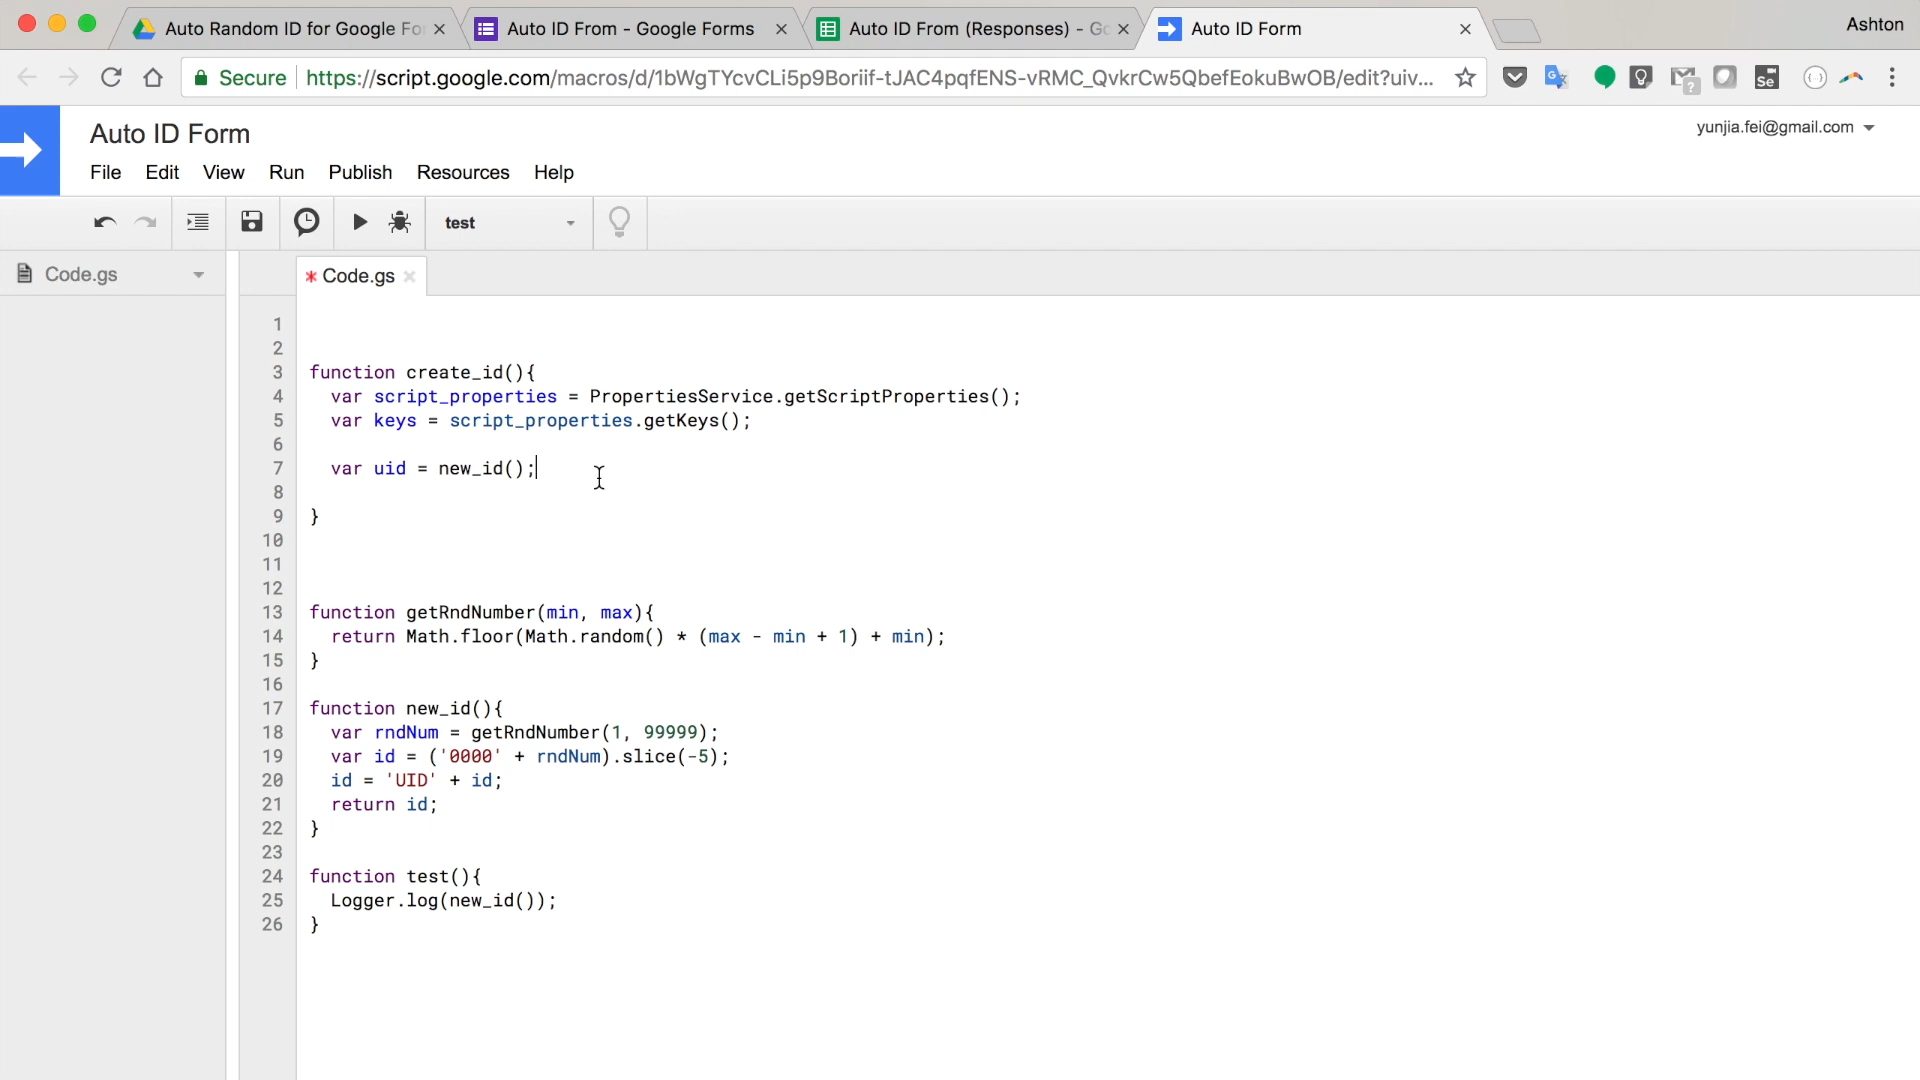 Auto Random ID for Google Fo
Auto ID From - Google Forms
Auto ID From (Responses) - Go
Auto ID Form
Ashton
Secure
https://script.google.com/macros/d/1bWgTYcvCLi5p9Boriif-tJAC4pqfENS-vRMC_QvkrCw5QbefEokuBwOB/edit?uiv...
Auto ID Form
yunjia.fei@gmail.com
File Edit View Run Publish Resources Help
test
Code.gs
* Code.gs
1
2
3 function create_id(){
4 var script_properties = PropertiesService.getScriptProperties();
5 var keys = script_properties.getKeys();
6
7 var uid = new_id();
8
9 }
10
11
12
13 function getRndNumber(min, max){
14 return Math.floor(Math.random() * (max - min + 1) + min);
15 }
16
17 function new_id(){
18 var rndNum = getRndNumber(1, 99999);
19 var id = ('0000' + rndNum).slice(-5);
20 id = 'UID' + id;
21 return id;
22 }
23
24 function test(){
25 Logger.log(new_id());
26 }